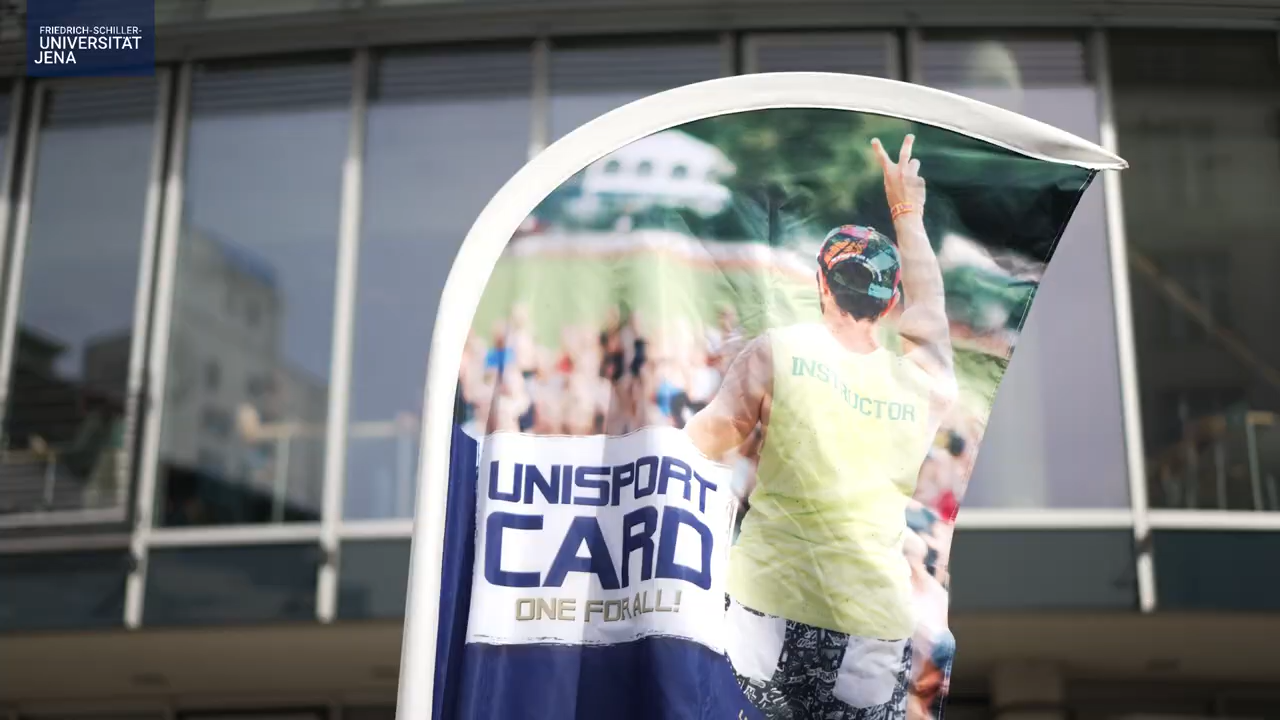 FRIEDRICH-SCHILLER-
UNIVERSITÄT
JENA
INSTRUCTOR
UNISPORT
CARD
ONE FOR ALL!